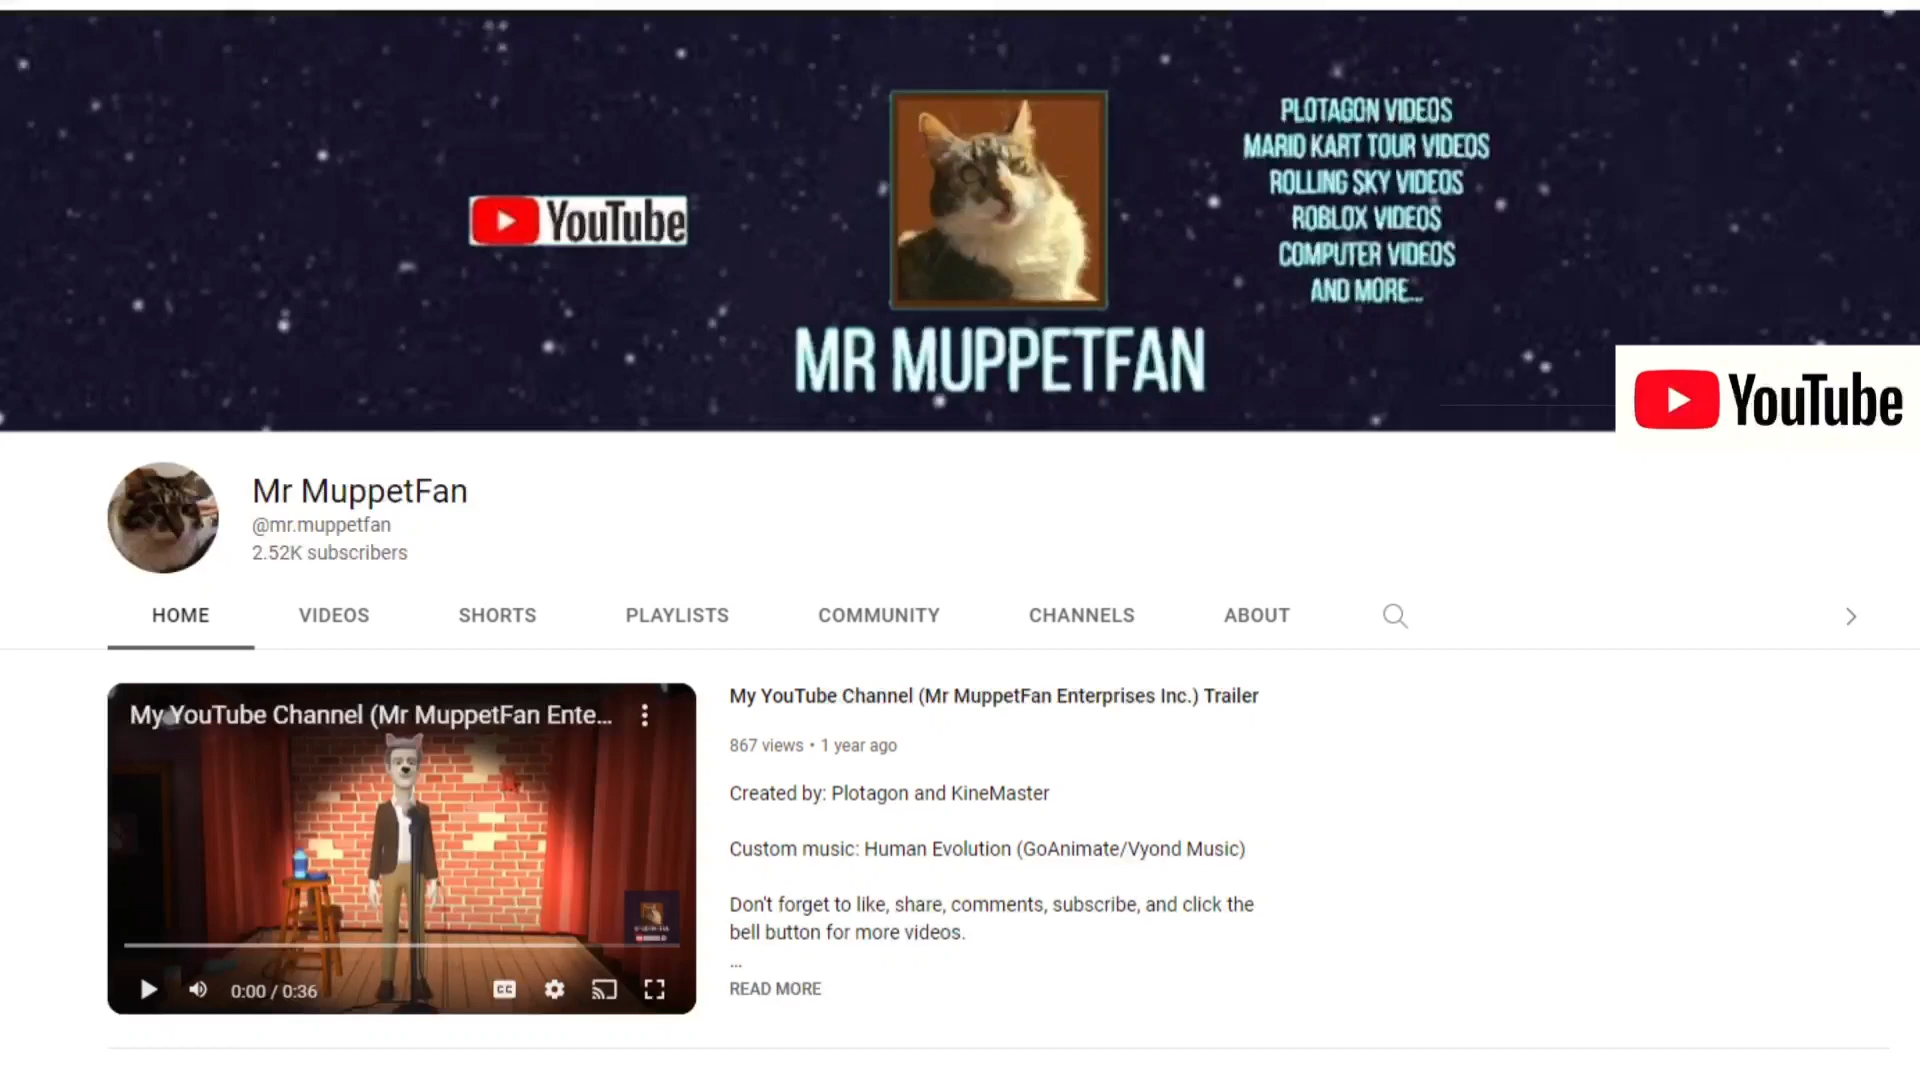 PLOTAGON VIDEOS
MARIO KART TOUR VIDEOS
ROLLING SKY VIDEOS
ROBLOX VIDEOS
COMPUTER VIDEOS
AND MORE...
YouTube
MR MUPPETFAN
YouTube
Mr MuppetFan
@mr.muppetfan
2.52K subscribers
HOME VIDEOS SHORTS PLAYLISTS COMMUNITY CHANNELS ABOUT
My YouTube Channel (Mr MuppetFan Ente...
My YouTube Channel (Mr MuppetFan Enterprises Inc.) Trailer
867 views • 1 year ago
Created by: Plotagon and KineMaster
Custom music: Human Evolution (GoAnimate/Vyond Music)
Don't forget to like, share, comments, subscribe, and click the
bell button for more videos.
...
READ MORE
0:00 / 0:36
CC